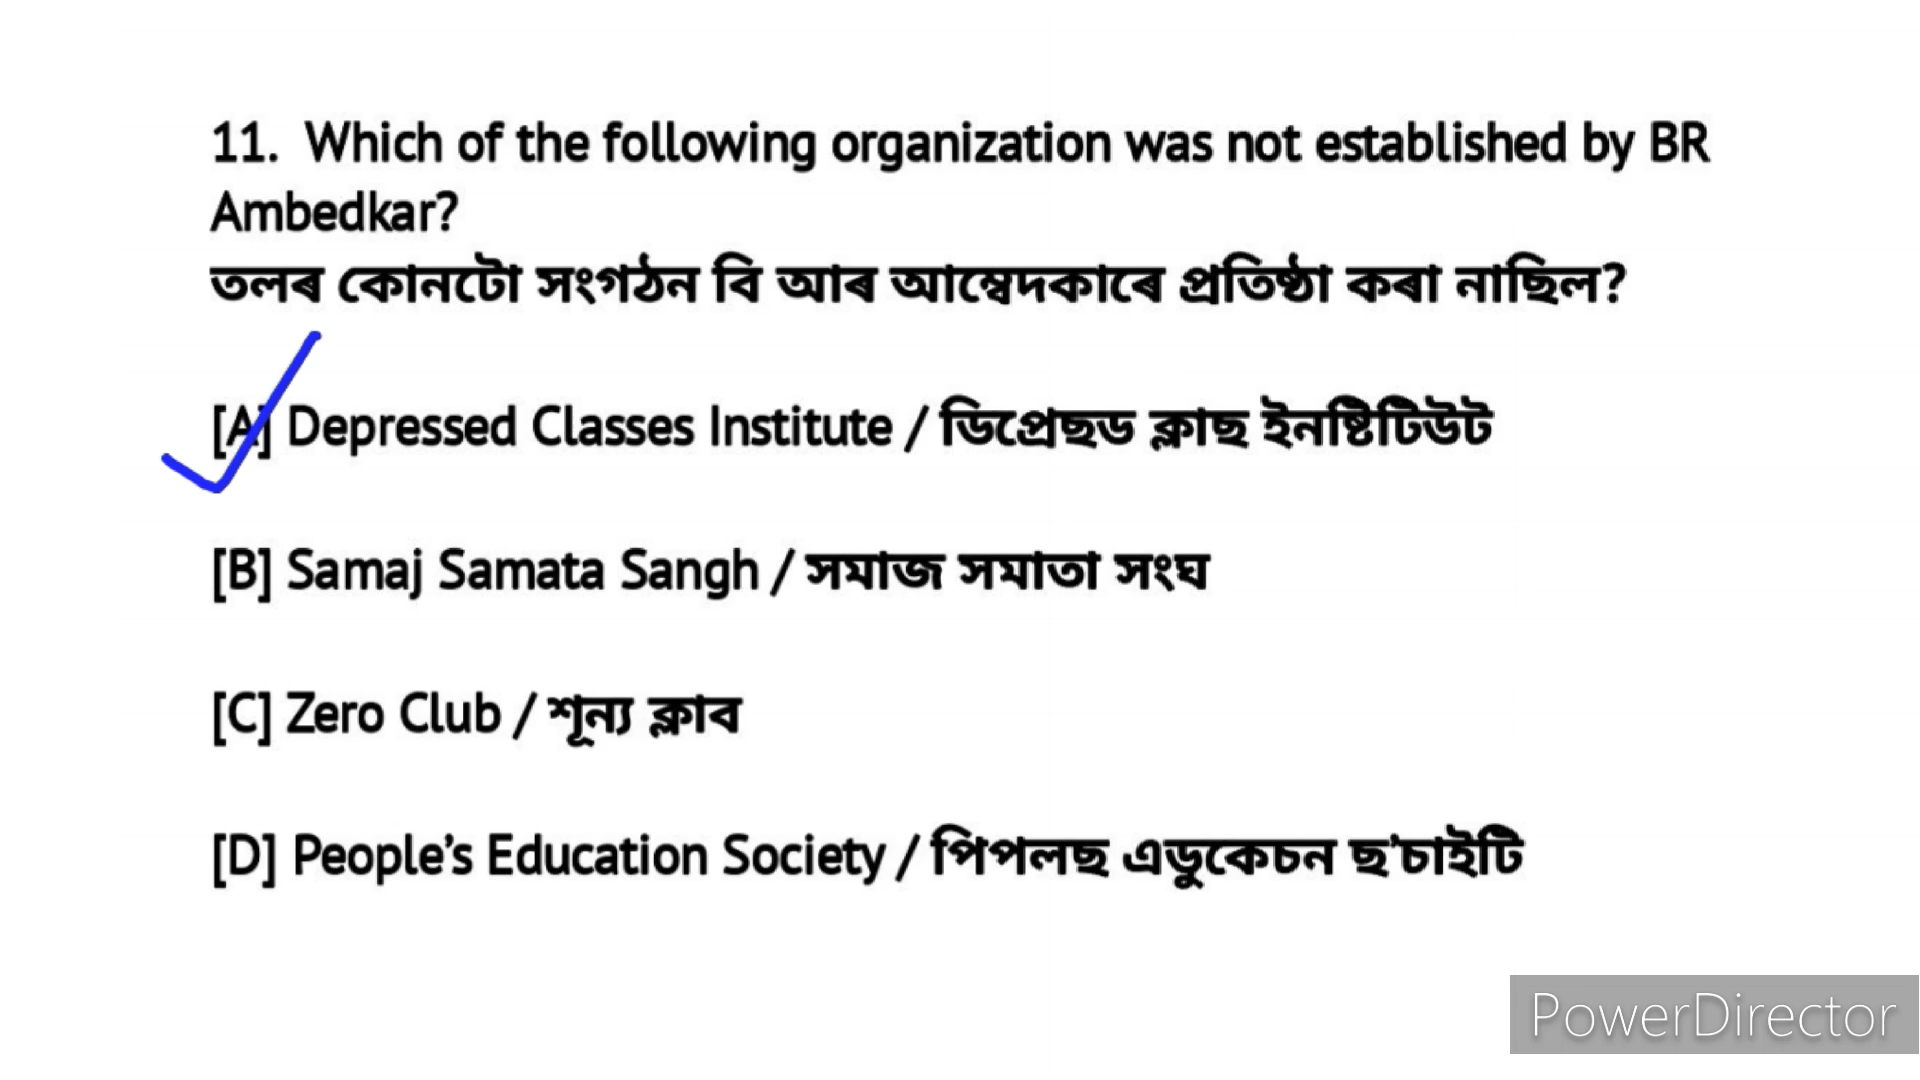 11. Which of the following organization was not established by BR
Ambedkar?
তলৰ কোনটো সংগঠন বি আৰ আম্বেদকাৰে প্ৰতিষ্ঠা কৰা নাছিল?
[A] Depressed Classes Institute / ডিপ্ৰেছড ক্লাছ ইনষ্টিটিউট
[B] Samaj Samata Sangh / সমাজ সমাতা সংঘ
[C] Zero Club / শূন্য ক্লাব
[D] People’s Education Society / পিপলছ এডুকেচন ছ'চাইটি
PowerDirector